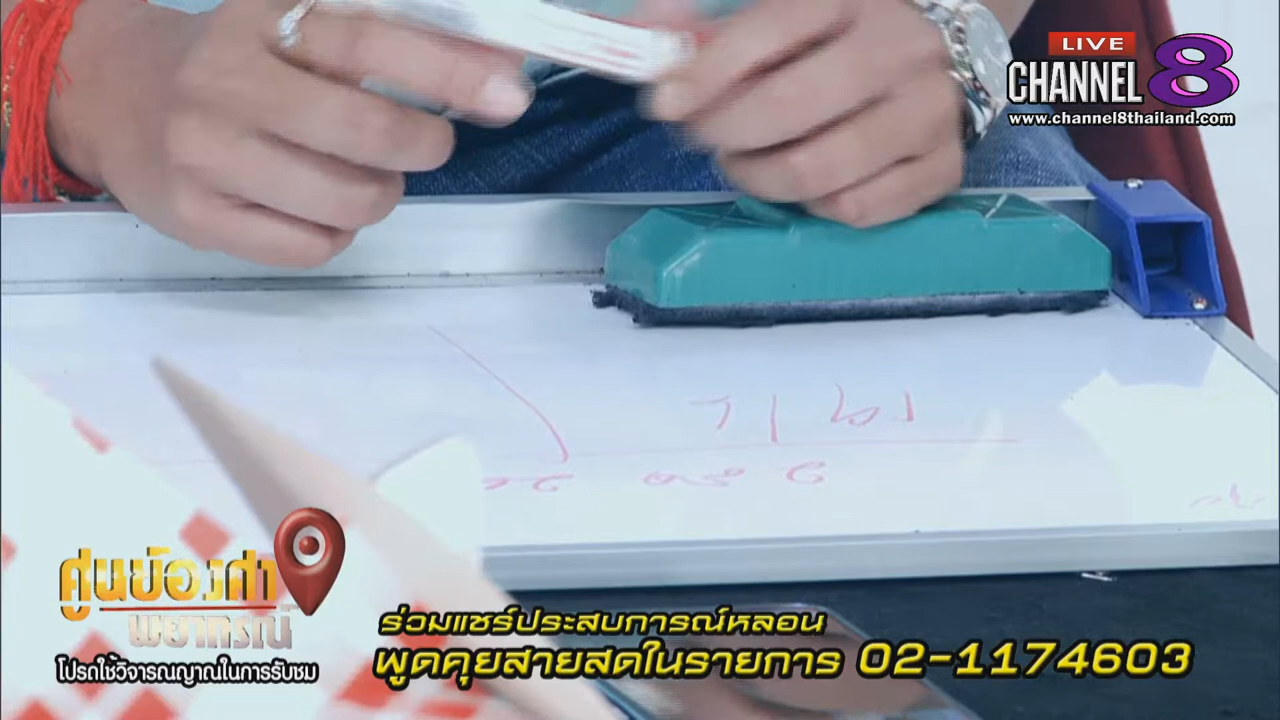 LIVE
CHANNEL 8
www.channel8thailand.com
ศูนย์องศา
พยากรณ์
โปรดใช้วิจารณญาณในการรับชม
ร่วมแชร์ประสบการณ์หลอน
พูดคุยสายสดในรายการ 02-1174603